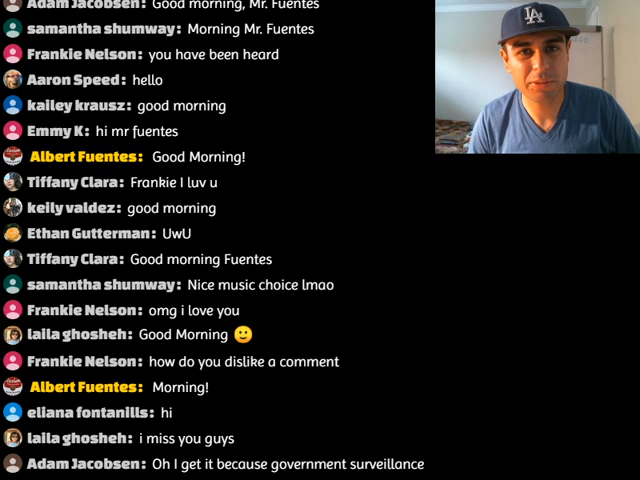 Adam Jacobsen: Good morning, Mr. Fuentes
samantha shumway: Morning Mr. Fuentes
Frankie Nelson: you have been heard
Aaron Speed: hello
kailey krausz: good morning
Emmy K: hi mr fuentes
Albert Fuentes: Good Morning!
Tiffany Clara: Frankie I luv u
keily valdez: good morning
Ethan Gutterman: UwU
Tiffany Clara: Good morning Fuentes
samantha shumway: Nice music choice lmao
Frankie Nelson: omg i love you
laila ghosheh: Good Morning 🙂
Frankie Nelson: how do you dislike a comment
Albert Fuentes: Morning!
eliana fontanills: hi
laila ghosheh: i miss you guys
Adam Jacobsen: Oh I get it because government surveillance
LA